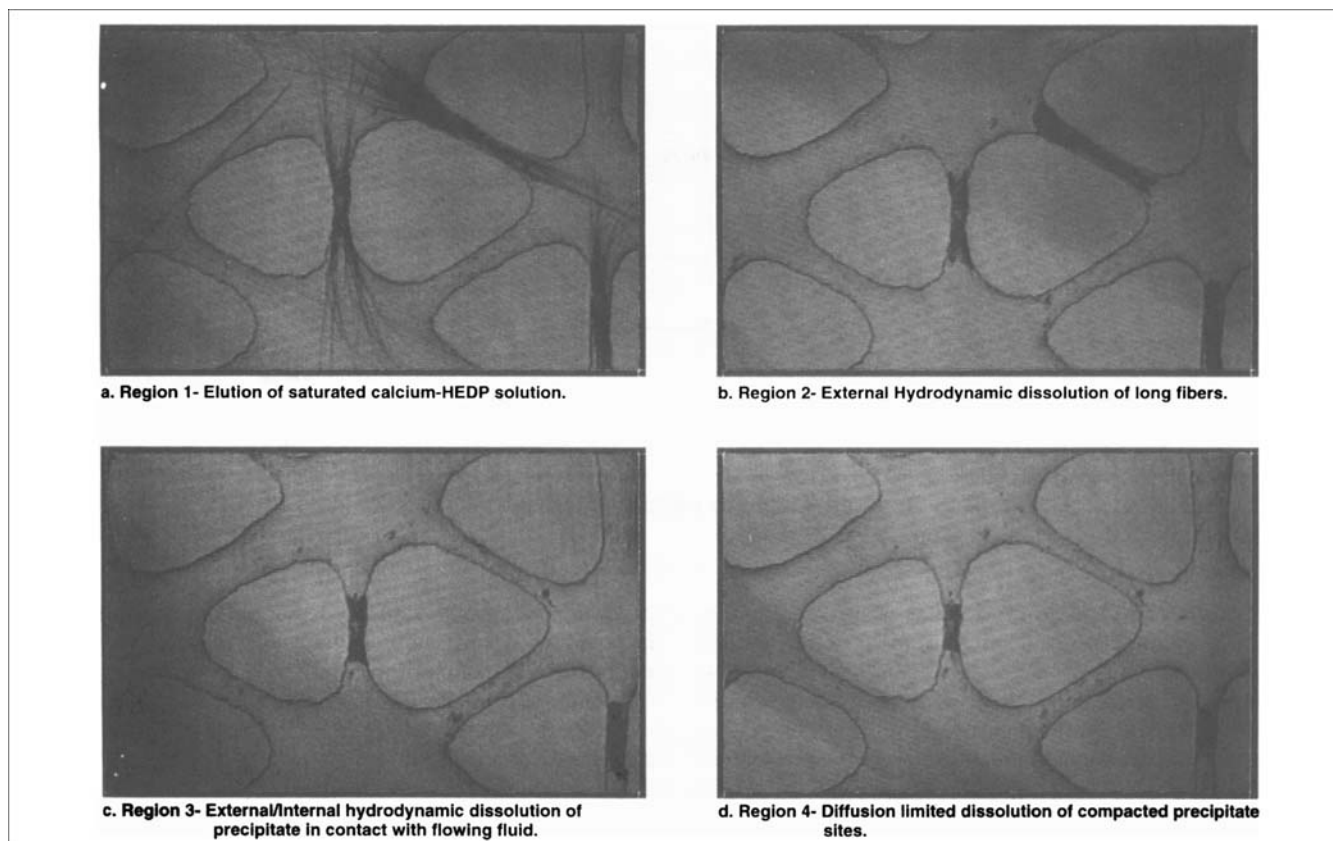 a. Region 1- Elution of saturated calcium-HEDP solution.
b. Region 2- External Hydrodynamic dissolution of long fibers.
c. Region 3- External/Internal hydrodynamic dissolution of
precipitate in contact with flowing fluid.
d. Region 4- Diffusion limited dissolution of compacted precipitate
sites.